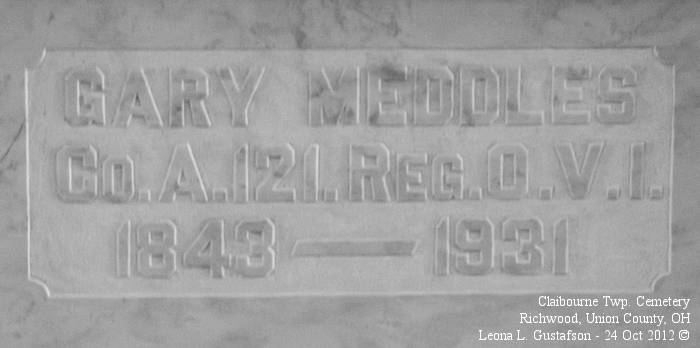 GARY MEDDLES
CO. A. 121. REG. O. V. I.
1843 — 1931
Claibourne Twp. Cemetery
Richwood, Union County, OH
Leona L. Gustafson - 24 Oct 2012 ©